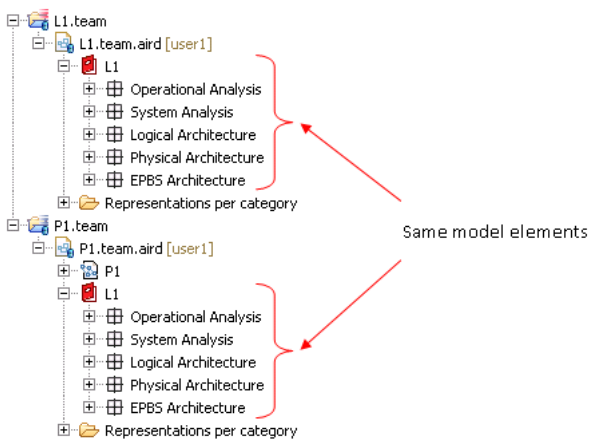 L1.team
L1.team.aird [user1]
L1
Operational Analysis
System Analysis
Logical Architecture
Physical Architecture
EPBS Architecture
Representations per category
P1.team
P1.team.aird [user1]
P1
L1
Operational Analysis
System Analysis
Logical Architecture
Physical Architecture
EPBS Architecture
Representations per category
Same model elements